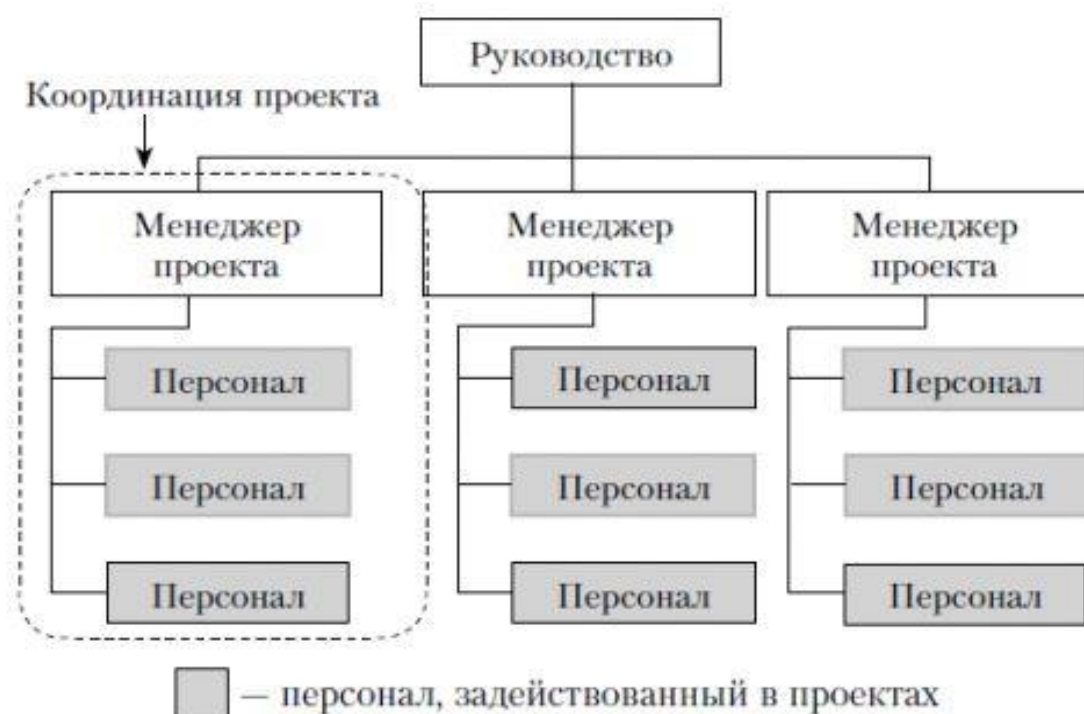 Руководство
Координация проекта
Менеджер
проекта
Менеджер
проекта
Менеджер
проекта
Персонал
Персонал
Персонал
Персонал
Персонал
Персонал
Персонал
Персонал
Персонал
— персонал, задействованный в проектах